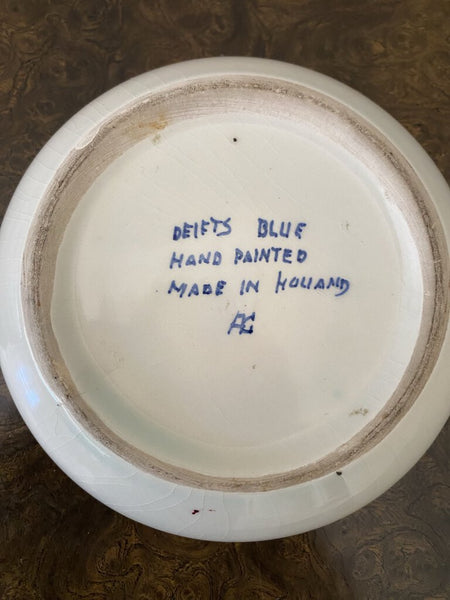 DELFTS BLUE
HAND PAINTED
MADE IN HOLLAND
AC